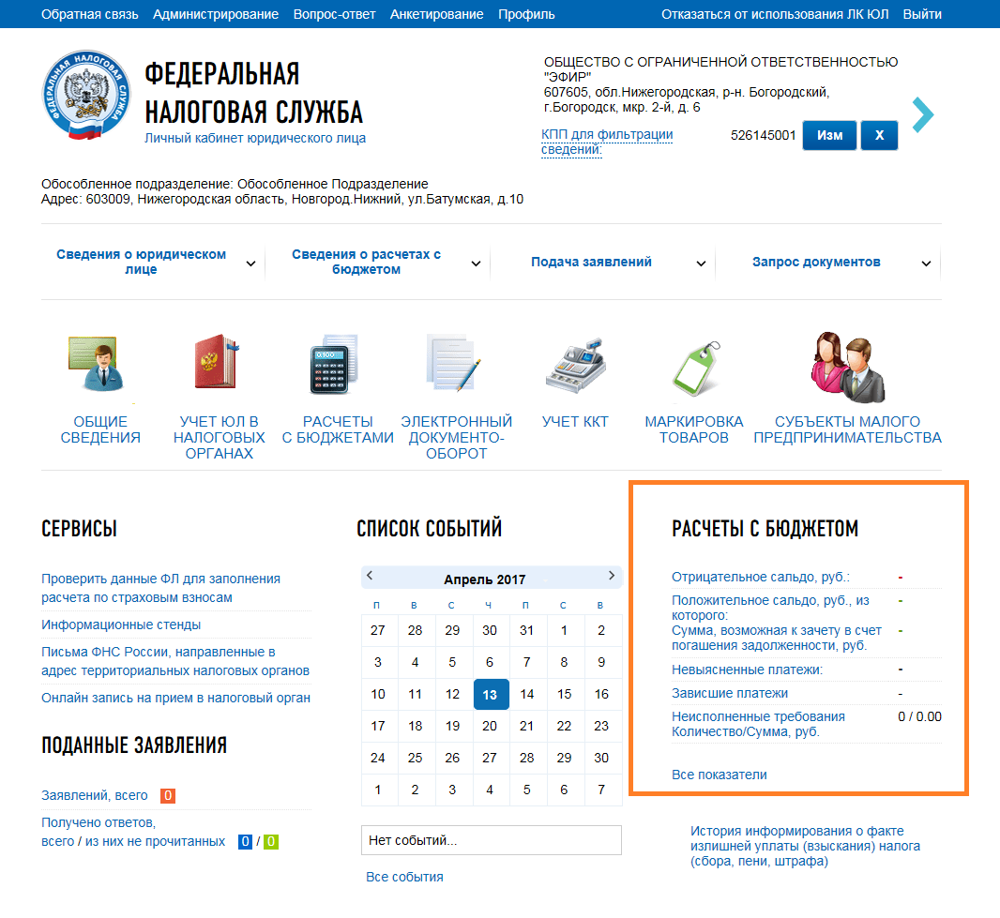 Обратная связь Администрирование Вопрос-ответ Анкетирование Профиль Отказаться от использования ЛК ЮЛ Выйти
ФЕДЕРАЛЬНАЯ НАЛОГОВАЯ СЛУЖБА
ФЕДЕРАЛЬНАЯ
НАЛОГОВАЯ СЛУЖБА
Личный кабинет юридического лица
ОБЩЕСТВО С ОГРАНИЧЕННОЙ ОТВЕТСТВЕННОСТЬЮ
"ЭФИР"
607605, обл.Нижегородская, р-н. Богородский,
г.Богородск, мкр. 2-й, д. 6
КПП для фильтрации
сведений:
526145001 Изм X
Обособленное подразделение: Обособленное Подразделение
Адрес: 603009, Нижегородская область, Новгород.Нижний, ул.Батумская, д.10
Сведения о юридическом
лице
Сведения о расчетах с
бюджетом
Подача заявлений
Запрос документов
0.100
ОБЩИЕ
СВЕДЕНИЯ
УЧЕТ ЮЛ В
НАЛОГОВЫХ
ОРГАНАХ
РАСЧЕТЫ
С БЮДЖЕТАМИ
ЭЛЕКТРОННЫЙ
ДОКУМЕНТО-
ОБОРОТ
УЧЕТ ККТ
МАРКИРОВКА
ТОВАРОВ
СУБЪЕКТЫ МАЛОГО
ПРЕДПРИНИМАТЕЛЬСТВА
СЕРВИСЫ
Проверить данные ФЛ для заполнения
расчета по страховым взносам
Информационные стенды
Письма ФНС России, направленные в
адрес территориальных налоговых органов
Онлайн запись на прием в налоговый орган
ПОДАННЫЕ ЗАЯВЛЕНИЯ
Заявлений, всего 0
Получено ответов,
всего / из них не прочитанных 0 / 0
СПИСОК СОБЫТИЙ
Апрель 2017
П В С Ч П С В
27 28 29 30 31 1 2
3 4 5 6 7 8 9
10 11 12 13 14 15 16
17 18 19 20 21 22 23
24 25 26 27 28 29 30
1 2 3 4 5 6 7
Нет событий...
Все события
РАСЧЕТЫ С БЮДЖЕТОМ
Отрицательное сальдо, руб.: -
Положительное сальдо, руб., из -
которого:
Сумма, возможная к зачету в счет -
погашения задолженности, руб.
Невыясненные платежи: -
Зависшие платежи -
Неисполненные требования 0 / 0.00
Количество/Сумма, руб.
Все показатели
История информирования о факте
излишней уплаты (взыскания) налога
(сбора, пени, штрафа)